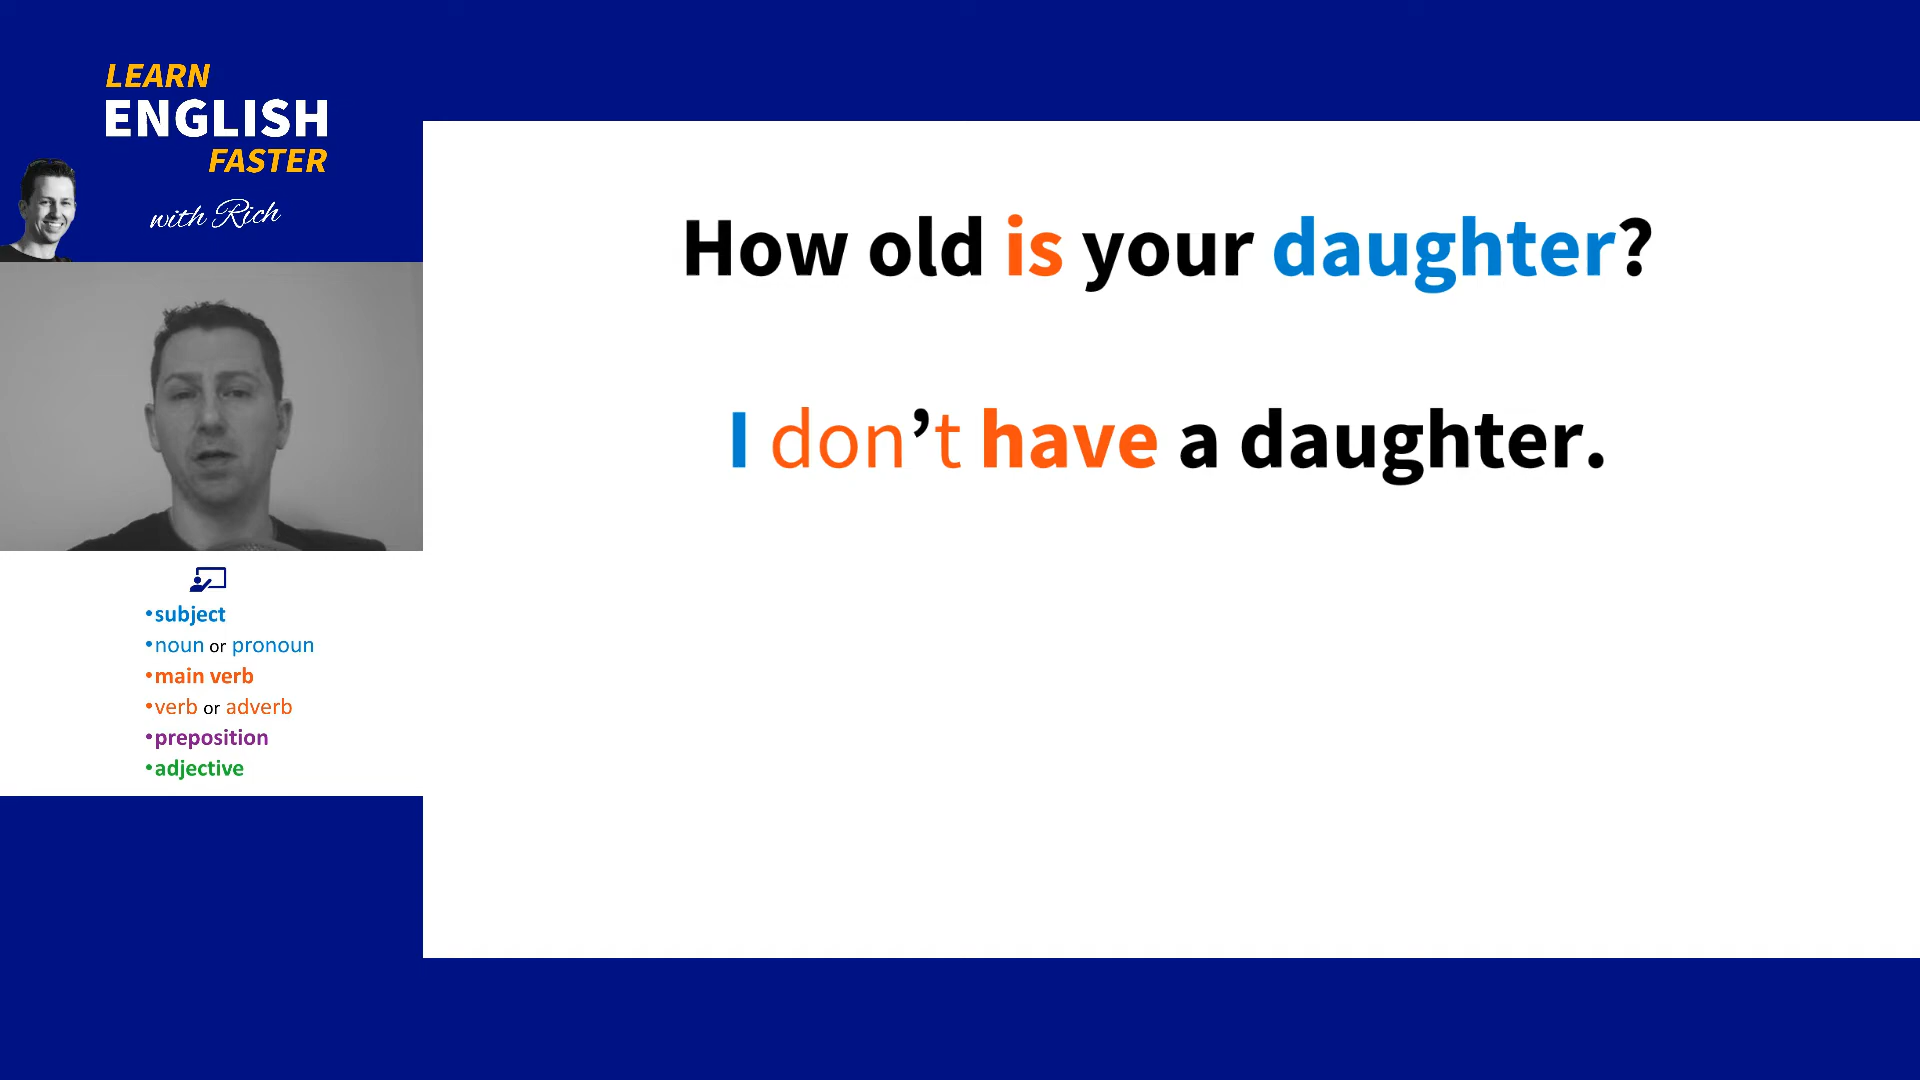 LEARN
ENGLISH
FASTER
with Rich
How old is your daughter?
I don’t have a daughter.
•subject
•noun or pronoun
•main verb
•verb or adverb
•preposition
•adjective